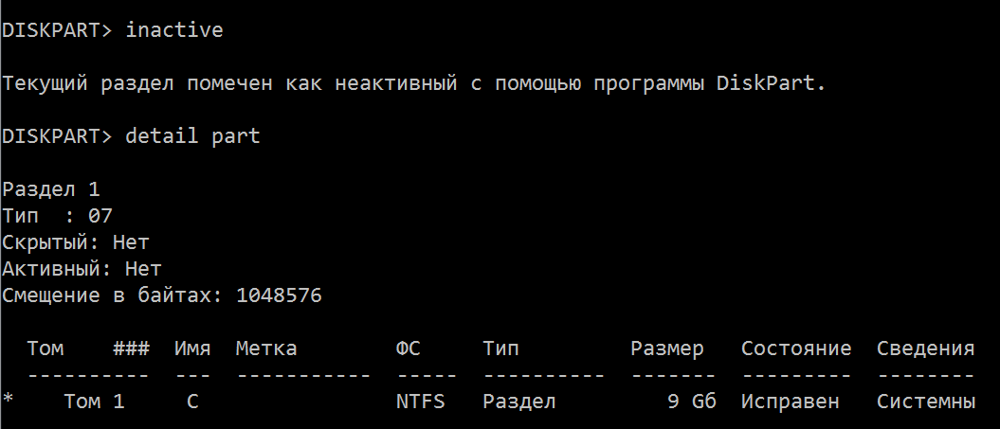 DISKPART> inactive
Текущий раздел помечен как неактивный с помощью программы DiskPart.
DISKPART> detail part
Раздел 1
Тип  : 07
Скрытый: Нет
Активный: Нет
Смещение в байтах: 1048576
  Том    ###  Имя  Метка        ФС     Тип         Размер   Состояние  Сведения
  ----------  ---  -----------  -----  ----------  -------  ---------  --------
*    Том 1     C                NTFS   Раздел         9 Gб  Исправен   Системны